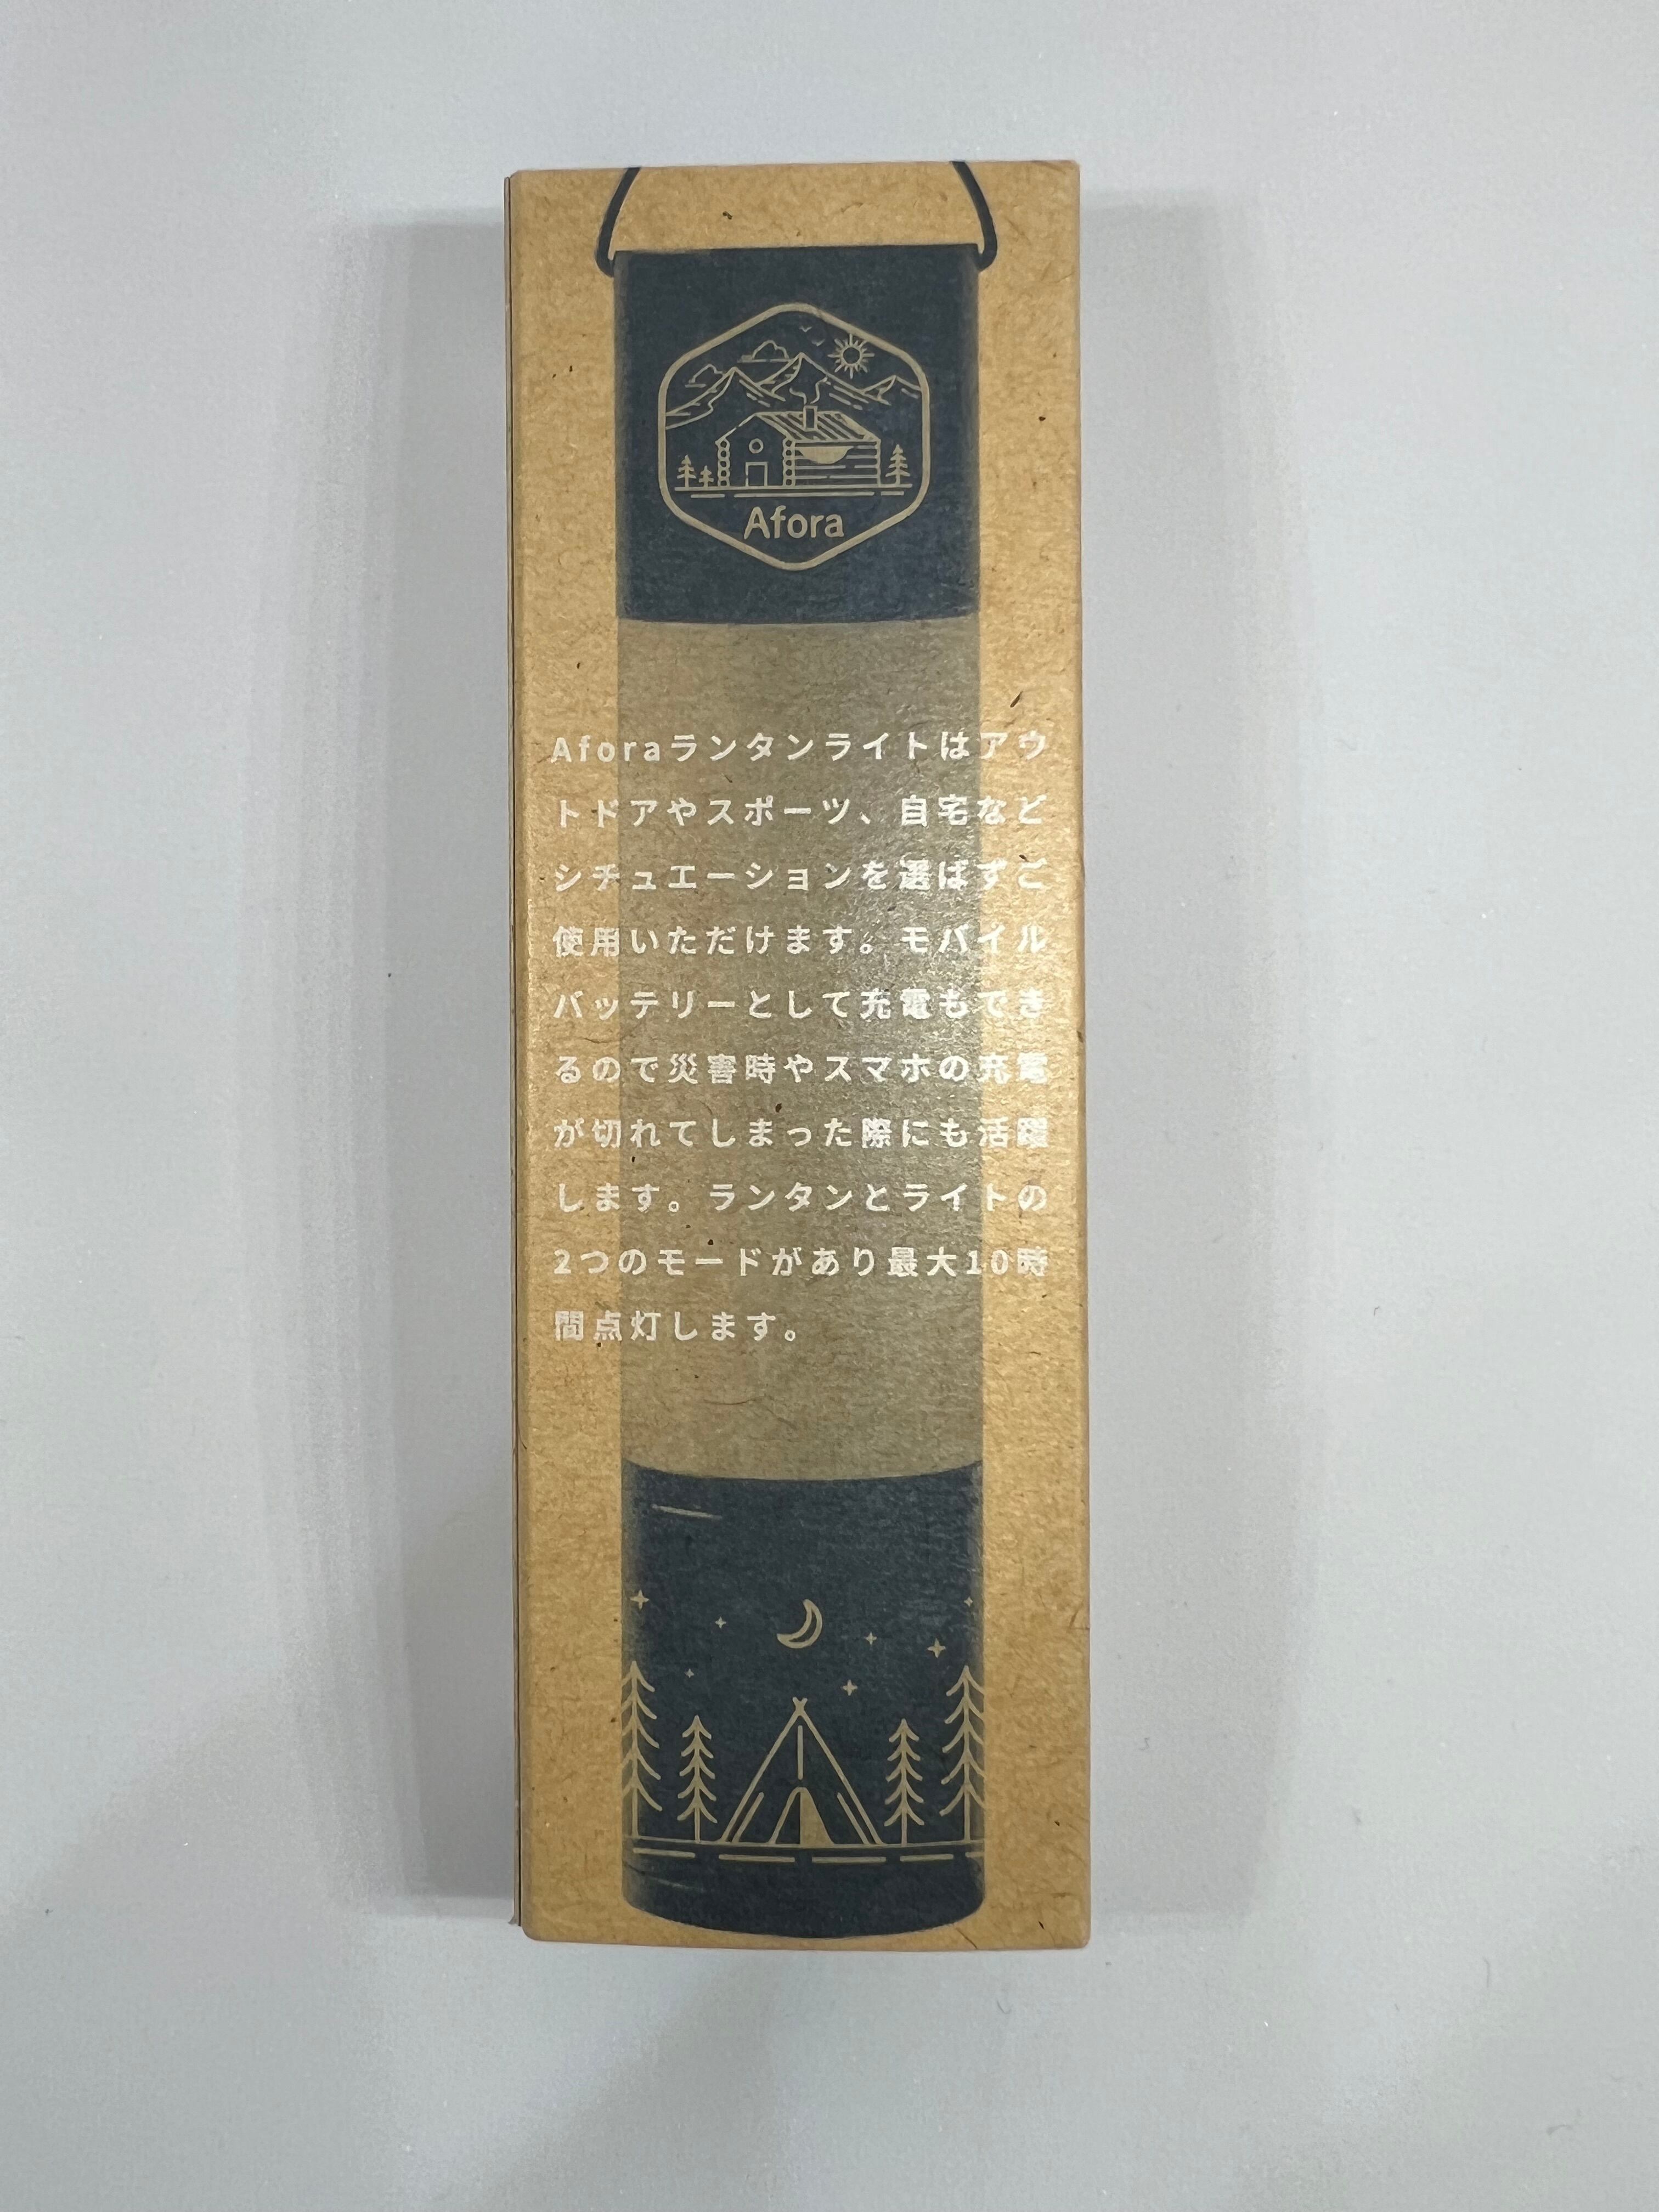 Afora
Aforaランタンライトはアウ
トドアやスポーツ、自宅など
シチュエーションを選ばずご
使用いただけます。モバイル
バッテリーとして充電もでき
るので災害時やスマホの充電
が切れてしまった際にも活躍
します。ランタンとライトの
2つのモードがあり最大10時
間点灯します。